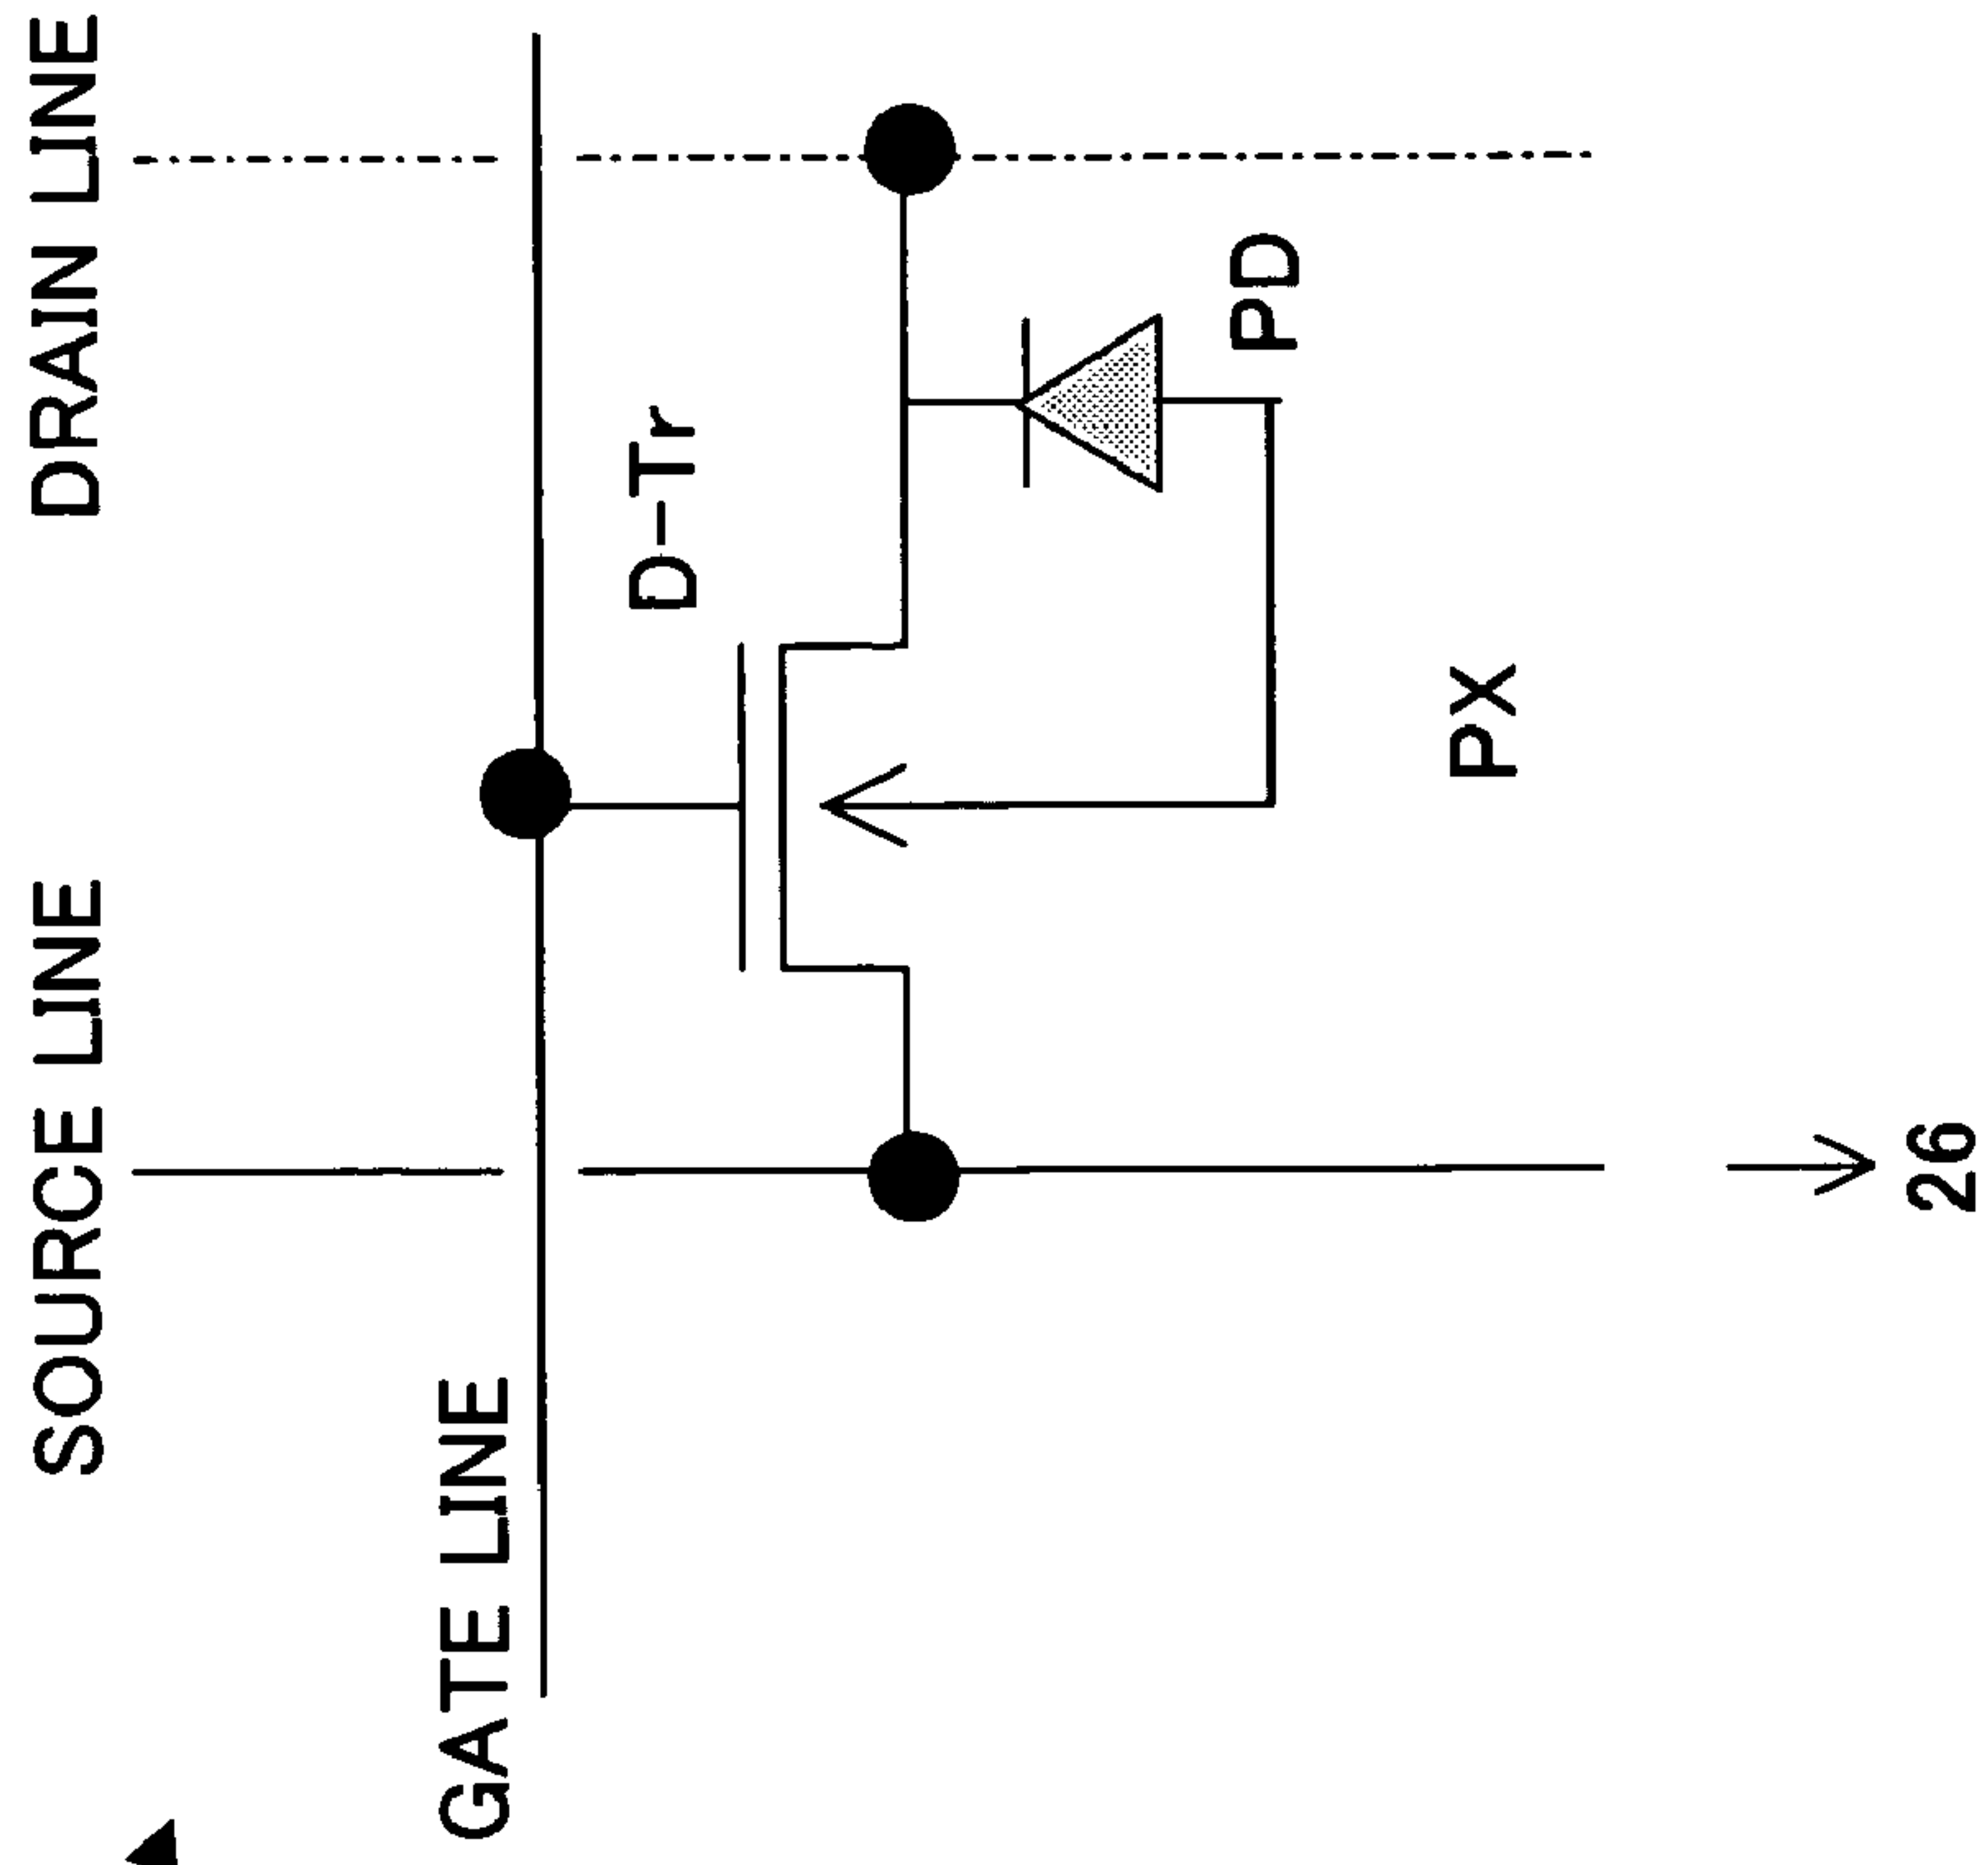 SOURCE LINE
DRAIN LINE
GATE LINE
D-Tr
PD
PX
26